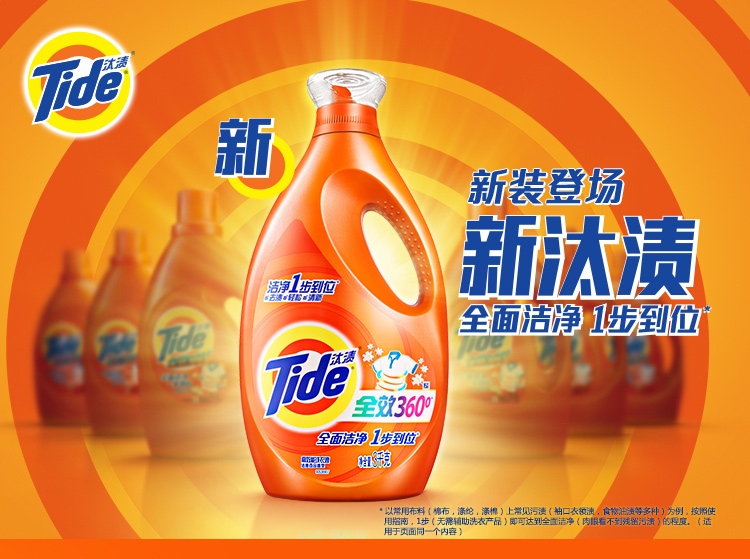 Tide 汰渍
新
新装登场
新汰渍
全面洁净 1步到位*
洁净1步到位*
去渍 轻松 清新
Tide 汰渍
全效360°
全面洁净 1步到位*
净含量:3千克
* 以常用布料（棉布，涤纶，涤棉）上常见污渍（袖口衣领渍，食物油渍等多种）为例，按照使
用指南，1步（无需辅助洗衣产品）即可达到全面洁净（肉眼看不到残留污渍）的程度。（适
用于页面同一个内容）